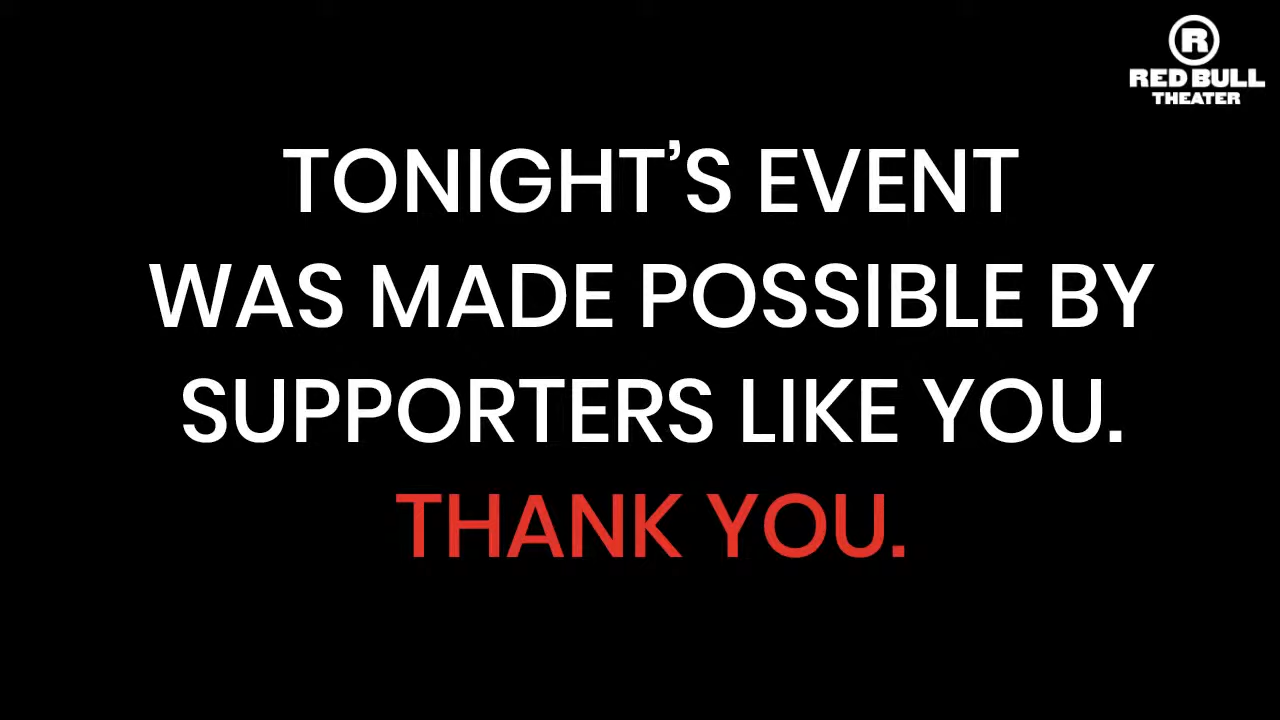 R
RED BULL
THEATER
TONIGHT’S EVENT
WAS MADE POSSIBLE BY
SUPPORTERS LIKE YOU.
THANK YOU.